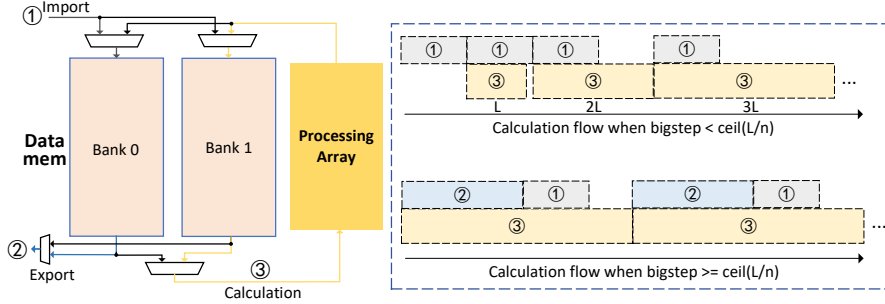 ① Import
Data
mem
Bank 0
Bank 1
Processing
Array
②
Export
③
Calculation
① ① ① ①
③ ③ ③ ...
L 2L 3L
Calculation flow when bigstep < ceil(L/n)
② ① ② ①
③ ③ ...
Calculation flow when bigstep >= ceil(L/n)